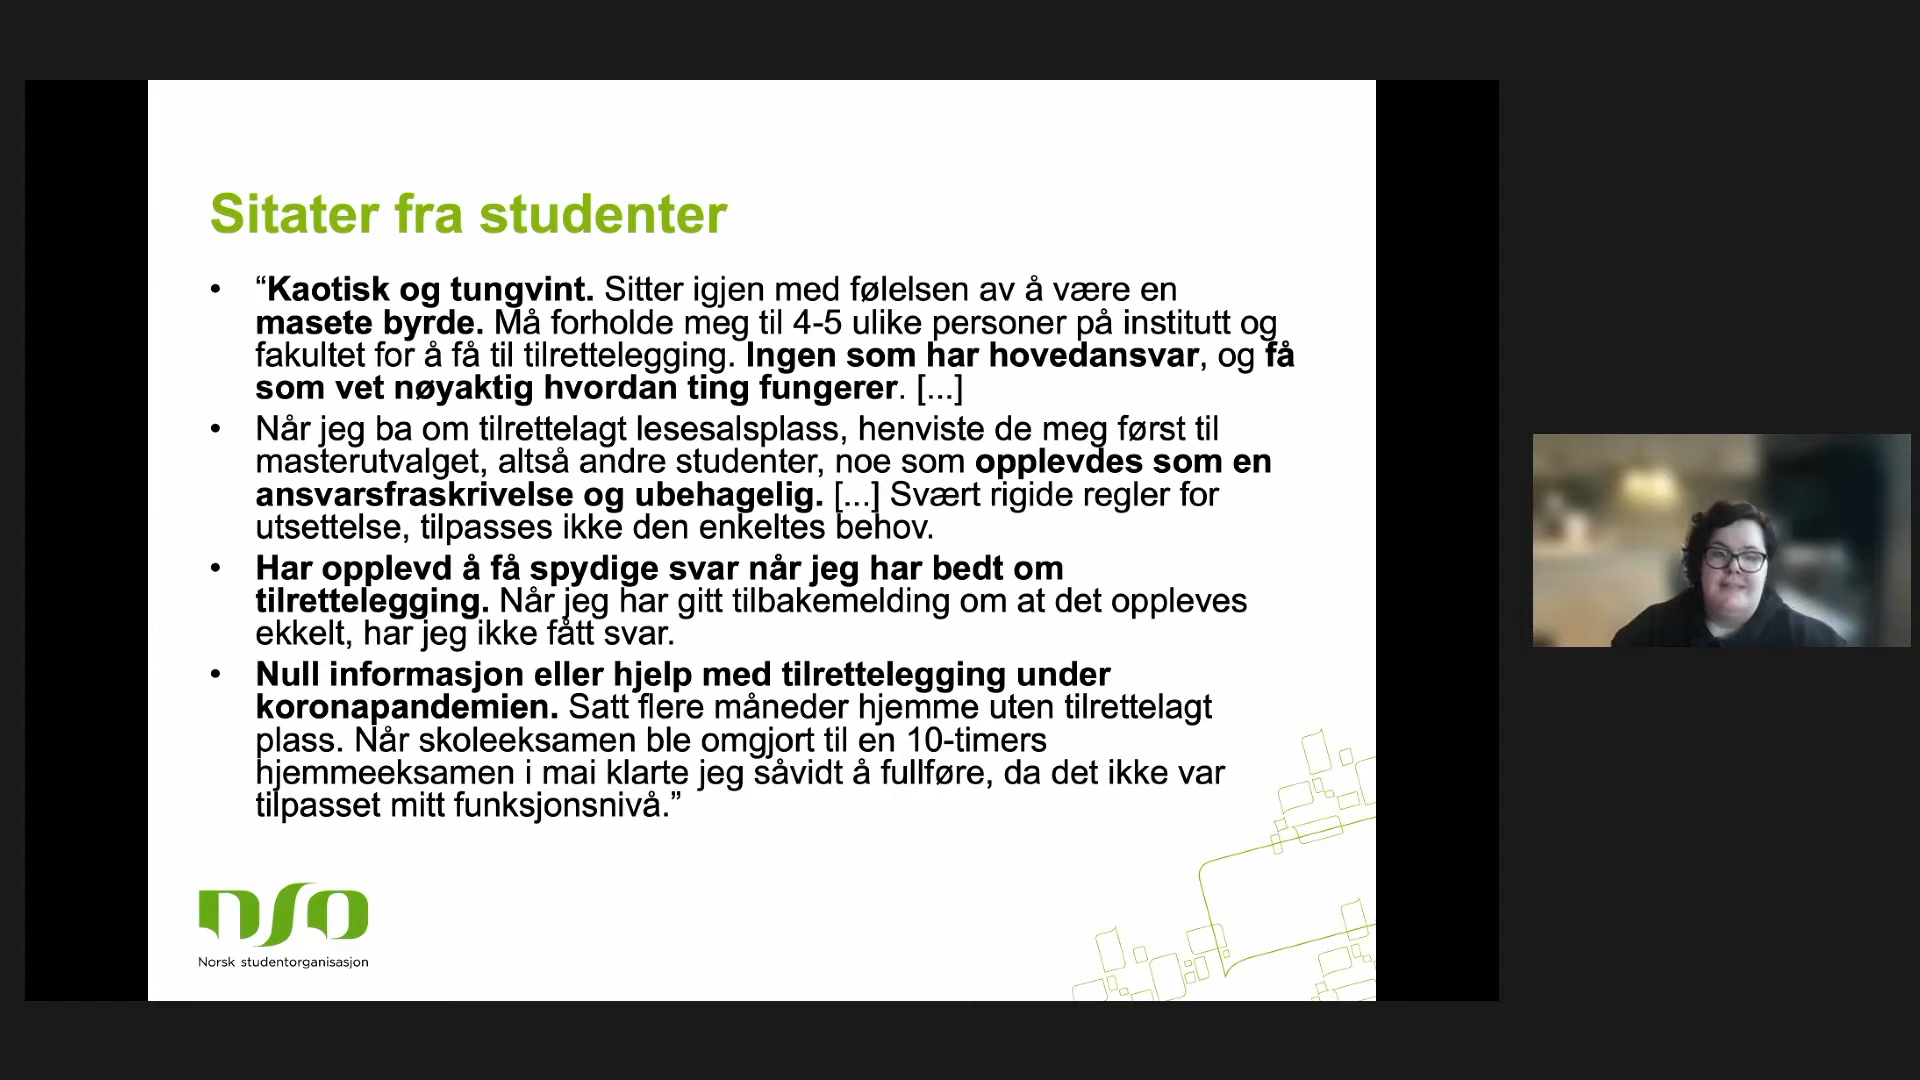 Sitater fra studenter
• “Kaotisk og tungvint. Sitter igjen med følelsen av å være en
masete byrde. Må forholde meg til 4-5 ulike personer på institutt og
fakultet for å få til tilrettelegging. Ingen som har hovedansvar, og få
som vet nøyaktig hvordan ting fungerer. [...]
• Når jeg ba om tilrettelagt lesesalsplass, henviste de meg først til
masterutvalget, altså andre studenter, noe som opplevdes som en
ansvarsfraskrivelse og ubehagelig. [...] Svært rigide regler for
utsettelse, tilpasses ikke den enkeltes behov.
• Har opplevd å få spydige svar når jeg har bedt om
tilrettelegging. Når jeg har gitt tilbakemelding om at det oppleves
ekkelt, har jeg ikke fått svar.
• Null informasjon eller hjelp med tilrettelegging under
koronapandemien. Satt flere måneder hjemme uten tilrettelagt
plass. Når skoleeksamen ble omgjort til en 10-timers
hjemmeeksamen i mai klarte jeg såvidt å fullføre, da det ikke var
tilpasset mitt funksjonsnivå.”
nso
Norsk studentorganisasjon